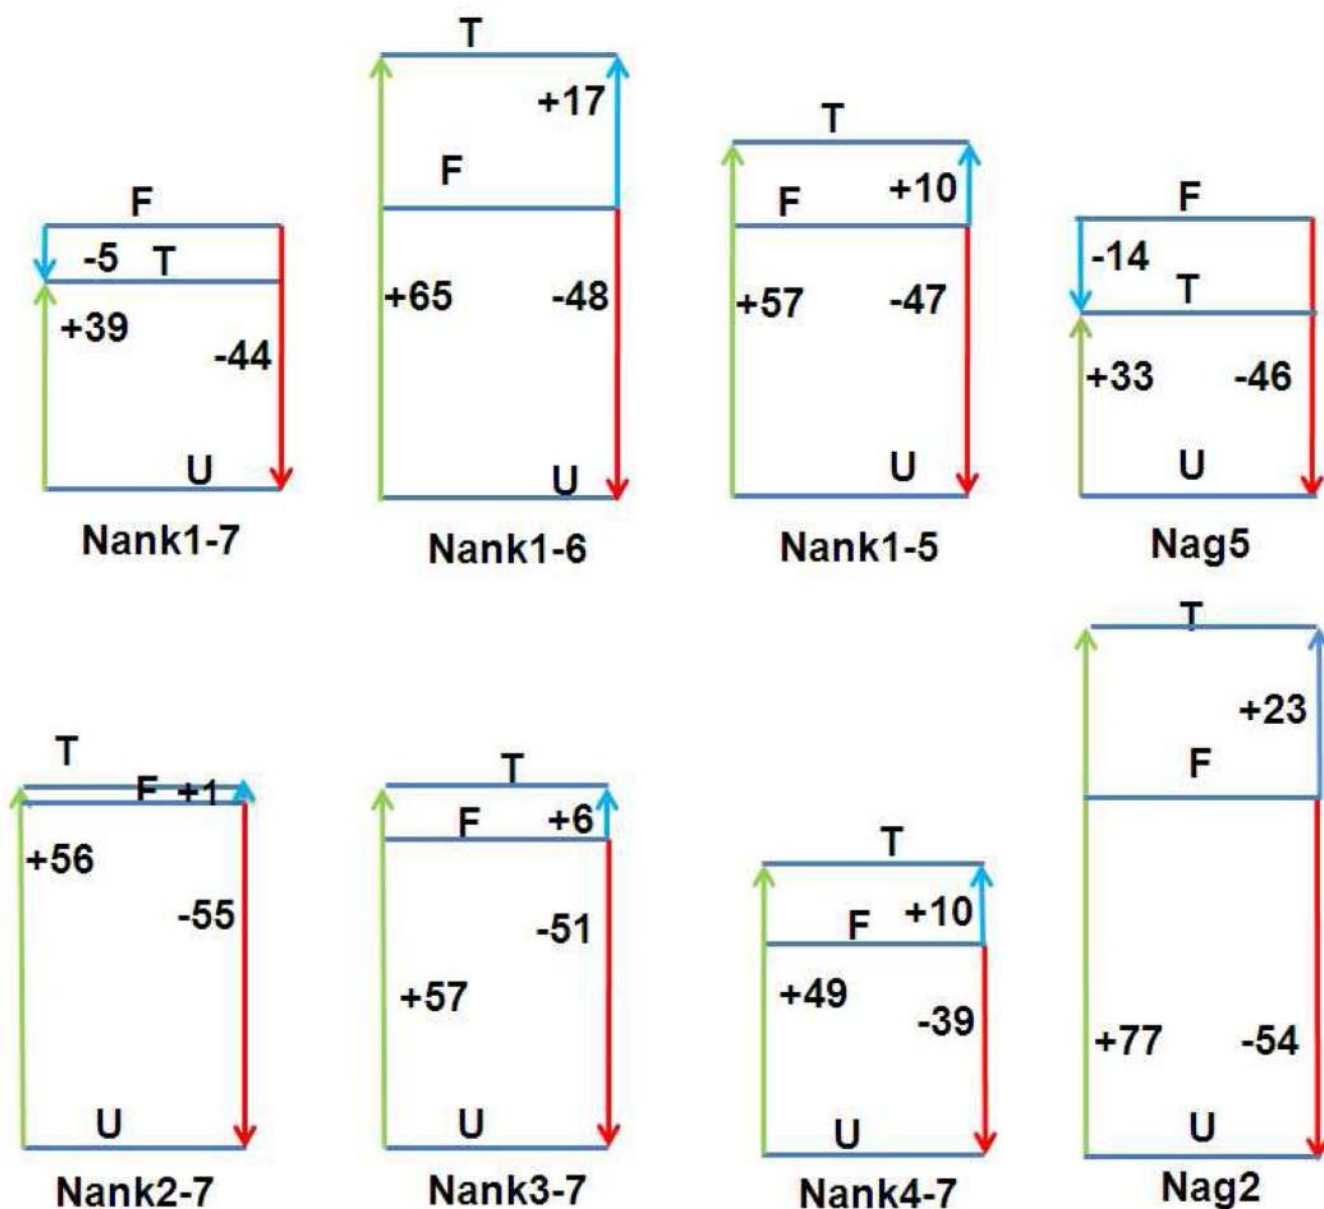 T
+17
F
+65
-48
U
Nank1-6
T
+10
F
+57
-47
U
Nank1-5
F
-5
T
+39
-44
U
Nank1-7
F
-14
T
+33
-46
U
Nag5
T
F
+1
+56
-55
U
Nank2-7
T
+6
F
-51
+57
U
Nank3-7
T
+10
F
+49
-39
U
Nank4-7
T
+23
F
+77
-54
U
Nag2